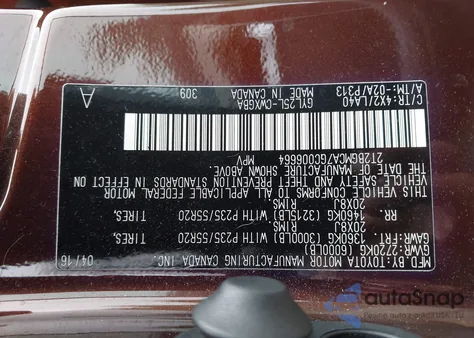 MFD.BY: TOYOTA MOTOR MANUFACTURING CANADA INC. 04/16
GVWR: 2720KG (6000LB)
GAWR: FRT. 1360KG (3000LB) WITH P235/55R20 TIRES,
20X8J RIMS
RR. 1460KG (3215LB) WITH P235/55R20 TIRES,
20X8J RIMS
THIS VEHICLE CONFORMS TO ALL APPLICABLE FEDERAL MOTOR
VEHICLE SAFETY AND THEFT PREVENTION STANDARDS IN EFFECT ON
THE DATE OF MANUFACTURE SHOWN ABOVE.
2T2BGMCA7GC006664 MPV
C/TR: 4X2/LA40
A/TM: -02A/P313
GYL25L-CWXGBA
MADE IN CANADA
309
A
autoSnap